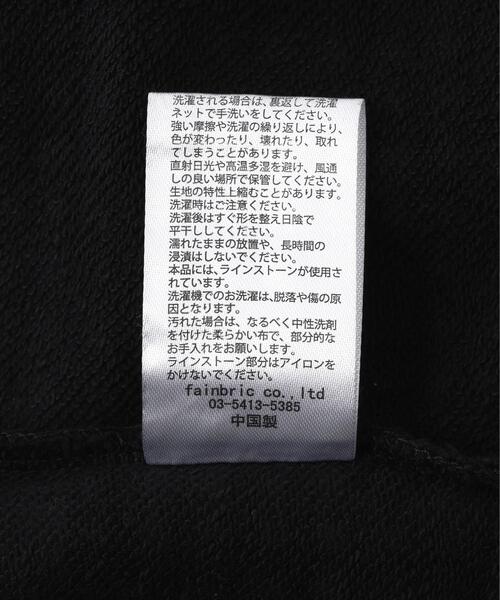 洗濯される場合は、裏返して洗濯
ネットで手洗いをしてください。
強い摩擦や洗濯の繰り返しにより、
色が変わったり、壊れたり、取れ
てしまうことがあります。
直射日光や高温多湿を避け、風通
しの良い場所で保管してください。
生地の特性上縮むことがあります。
洗濯時はご注意ください。
洗濯後はすぐ形を整え日陰で
平干ししてください。
濡れたままの放置や、長時間の
浸漬はしないでください。
本品には、ラインストーンが使用さ
れています。
洗濯機でのお洗濯は、脱落や傷の原
因となります。
汚れた場合は、なるべく中性洗剤
を付けた柔らかい布で、部分的な
お手入れをお願いします。
ラインストーン部分はアイロンを
かけないでください。
fainbric co.,ltd
03-5413-5385
中国製